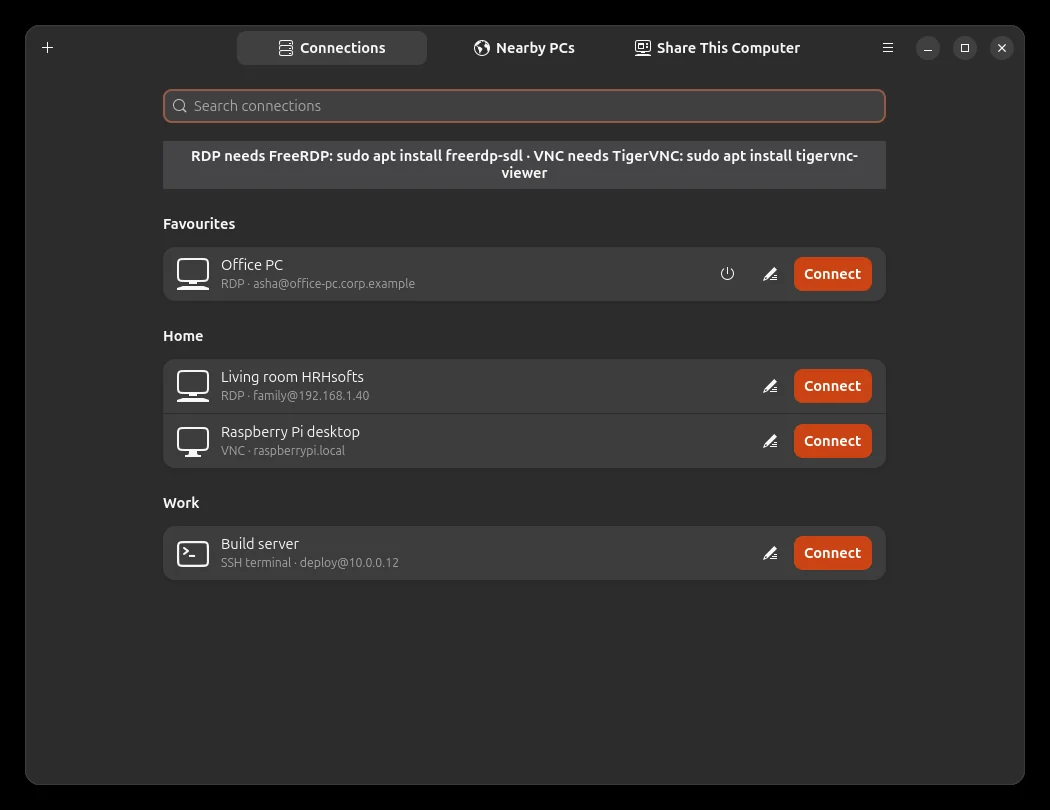 Connections
Nearby PCs
Share This Computer
Search connections
RDP needs FreeRDP: sudo apt install freerdp-sdl · VNC needs TigerVNC: sudo apt install tigervnc-
viewer
Favourites
Office PC
RDP · asha@office-pc.corp.example
Connect
Home
Living room HRHsofts
RDP · family@192.168.1.40
Connect
Raspberry Pi desktop
VNC · raspberrypi.local
Connect
Work
Build server
SSH terminal · deploy@10.0.0.12
Connect